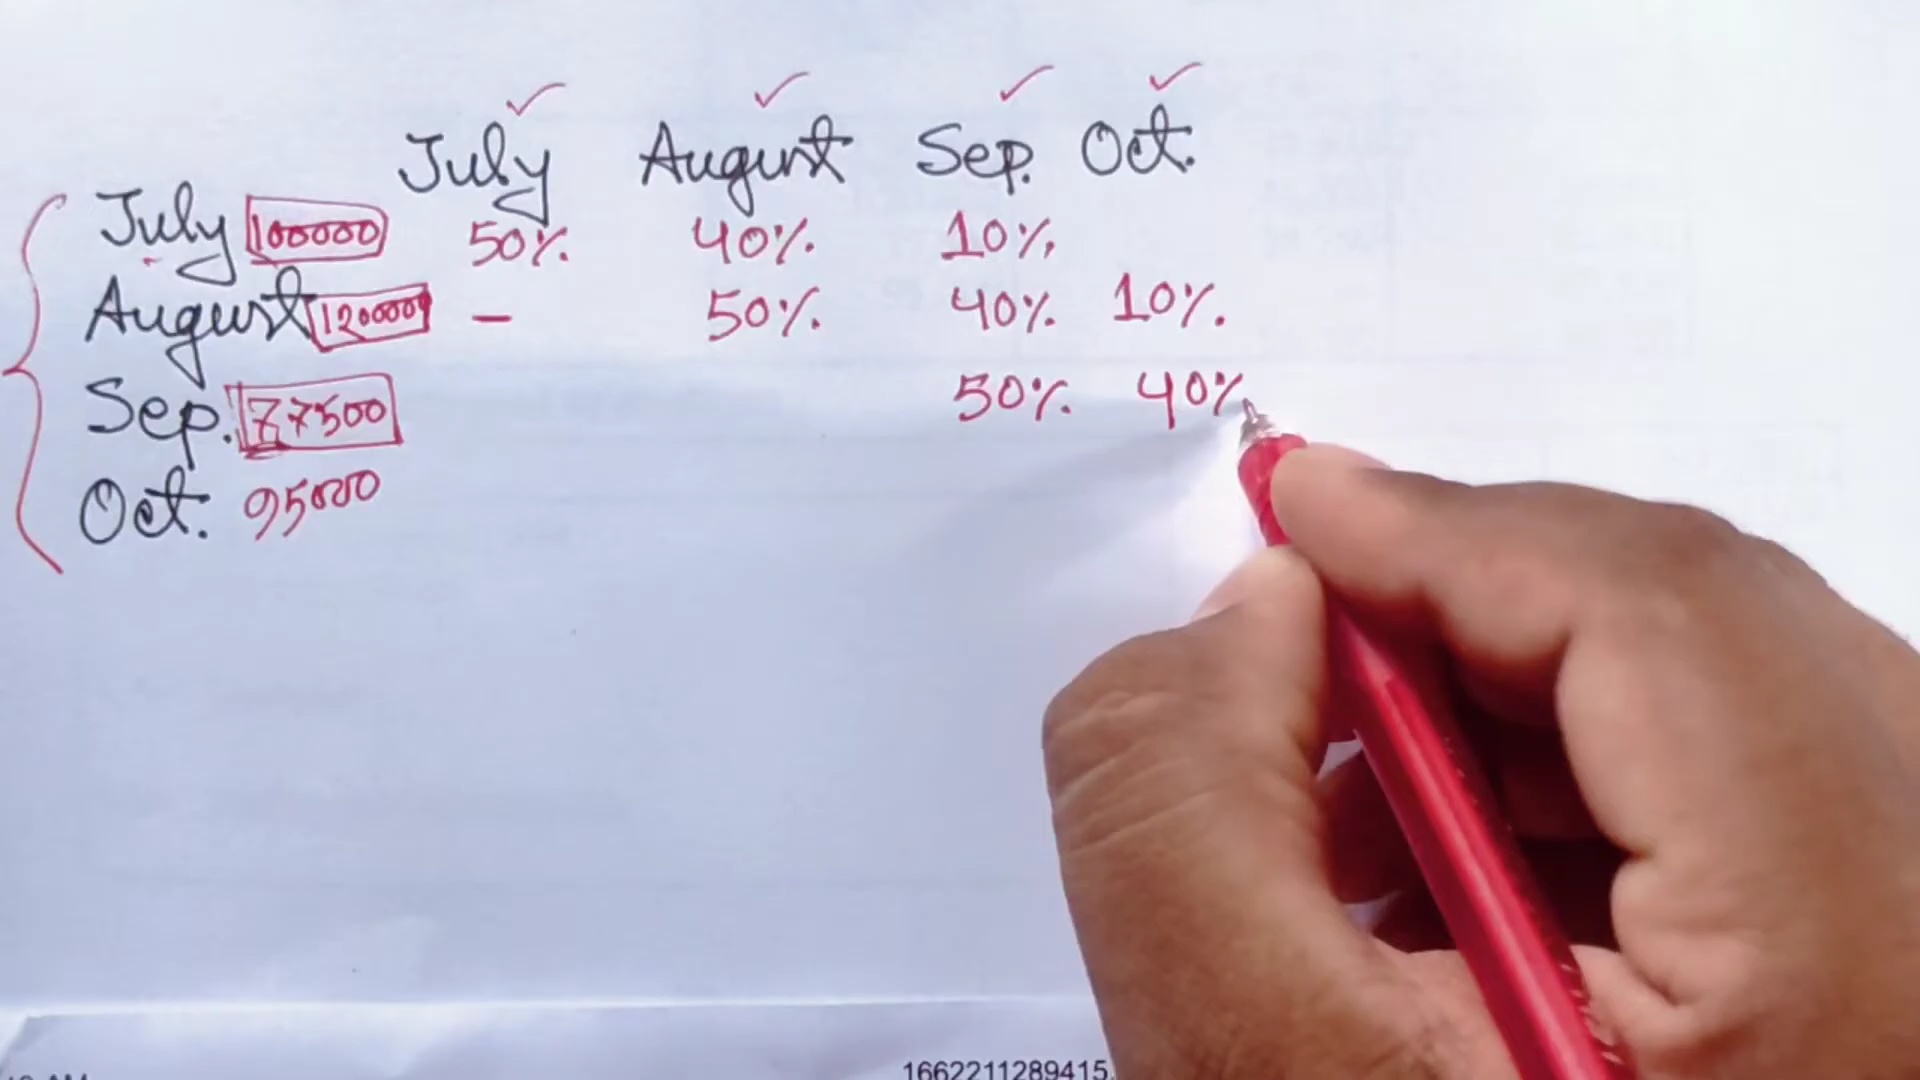 July August Sep. Oct.
July 100000 50% 40% 10%
August 120000 - 50% 40% 10%
Sep. 77500 50% 40%
Oct. 95000
AM
1662211289415